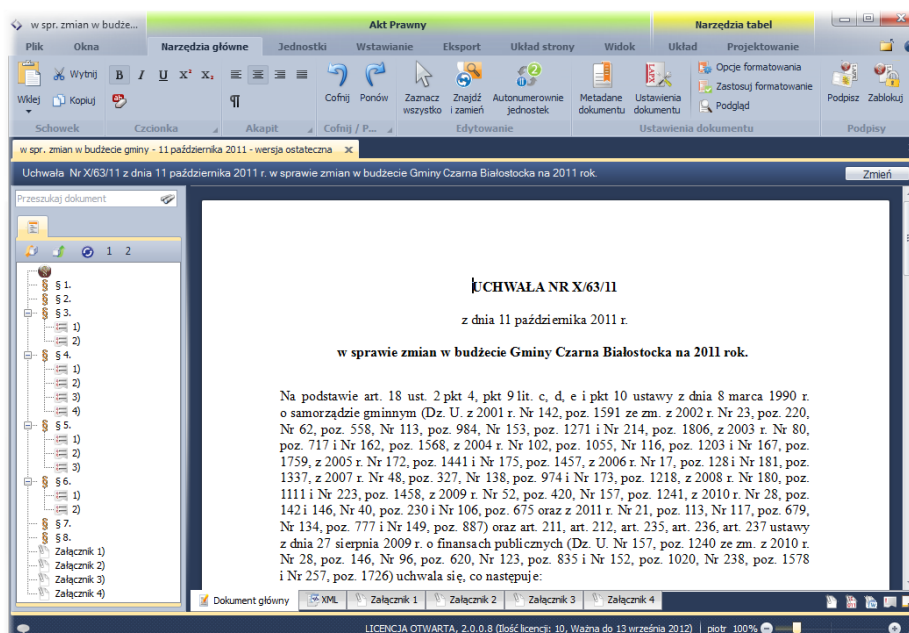 w spr. zmian w budże...
Akt Prawny
Narzędzia tabel
Plik Okna Narzędzia główne Jednostki Wstawianie Eksport Układ strony Widok Układ Projektowanie
Wklej
Wytnij
Kopiuj
B I U X² X₂
Cofnij
Ponów
Zaznacz wszystko
Znajdź i zamień
Autonumerownie jednostek
Metadane dokumentu
Ustawienia dokumentu
Opcje formatowania
Zastosuj formatowanie
Podgląd
Podpisz
Zablokuj
Schowek Czcionka Akapit Cofnij / P... Edytowanie Ustawienia dokumentu Podpisy
w spr. zmian w budżecie gminy - 11 października 2011 - wersja ostateczna
Uchwała Nr X/63/11 z dnia 11 października 2011 r. w sprawie zmian w budżecie Gminy Czarna Białostocka na 2011 rok.
Zmień
Przeszukaj dokument
1 2
§ 1.
§ 2.
§ 3.
1)
2)
§ 4.
1)
2)
3)
4)
§ 5.
1)
2)
3)
§ 6.
1)
2)
§ 7.
§ 8.
Załącznik 1)
Załącznik 2)
Załącznik 3)
Załącznik 4)
UCHWAŁA NR X/63/11
z dnia 11 października 2011 r.
w sprawie zmian w budżecie Gminy Czarna Białostocka na 2011 rok.
Na podstawie art. 18 ust. 2 pkt 4, pkt 9 lit. c, d, e i pkt 10 ustawy z dnia 8 marca 1990 r.
o samorządzie gminnym (Dz. U. z 2001 r. Nr 142, poz. 1591 ze zm. z 2002 r. Nr 23, poz. 220,
Nr 62, poz. 558, Nr 113, poz. 984, Nr 153, poz. 1271 i Nr 214, poz. 1806, z 2003 r. Nr 80,
poz. 717 i Nr 162, poz. 1568, z 2004 r. Nr 102, poz. 1055, Nr 116, poz. 1203 i Nr 167, poz.
1759, z 2005 r. Nr 172, poz. 1441 i Nr 175, poz. 1457, z 2006 r. Nr 17, poz. 128 i Nr 181, poz.
1337, z 2007 r. Nr 48, poz. 327, Nr 138, poz. 974 i Nr 173, poz. 1218, z 2008 r. Nr 180, poz.
1111 i Nr 223, poz. 1458, z 2009 r. Nr 52, poz. 420, Nr 157, poz. 1241, z 2010 r. Nr 28, poz.
142 i 146, Nr 40, poz. 230 i Nr 106, poz. 675 oraz z 2011 r. Nr 21, poz. 113, Nr 117, poz. 679,
Nr 134, poz. 777 i Nr 149, poz. 887) oraz art. 211, art. 212, art. 235, art. 236, art. 237 ustawy
z dnia 27 sierpnia 2009 r. o finansach publicznych (Dz. U. Nr 157, poz. 1240 ze zm. z 2010 r.
Nr 28, poz. 146, Nr 96, poz. 620, Nr 123, poz. 835 i Nr 152, poz. 1020, Nr 238, poz. 1578
i Nr 257, poz. 1726) uchwala się, co następuje:
Dokument główny XML Załącznik 1 Załącznik 2 Załącznik 3 Załącznik 4
LICENCJA OTWARTA, 2.0.0.8 (Ilość licencji: 10, Ważna do 13 września 2012) piotr 100%